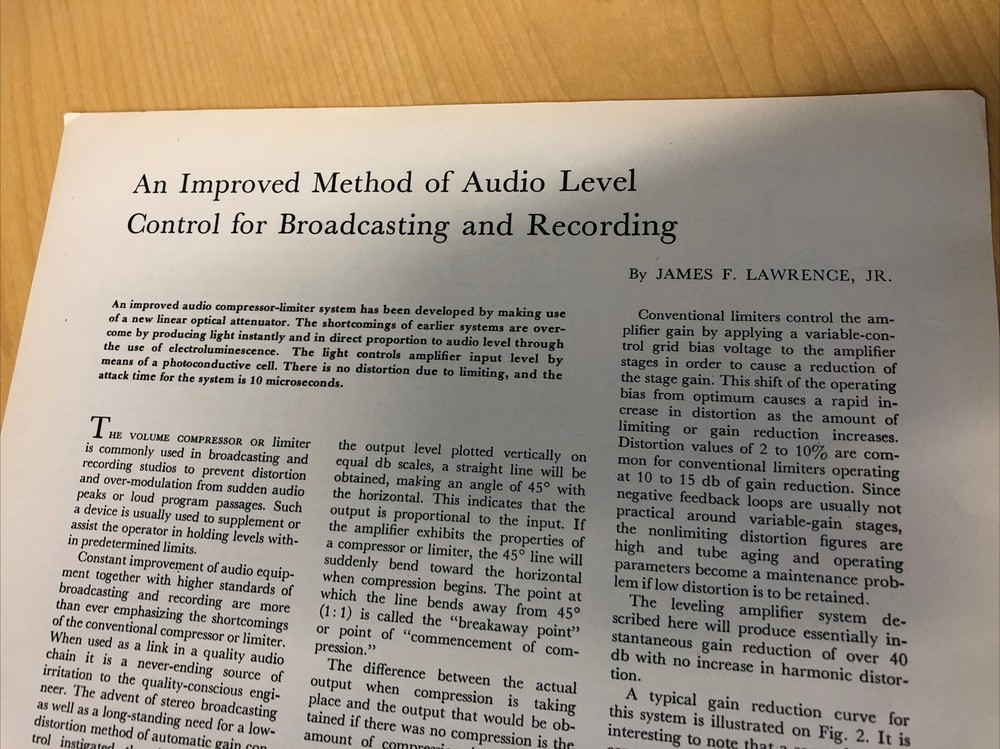 An Improved Method of Audio Level
Control for Broadcasting and Recording
By JAMES F. LAWRENCE, JR.
An improved audio compressor-limiter system has been developed by making use
of a new linear optical attenuator. The shortcomings of earlier systems are over-
come by producing light instantly and in direct proportion to audio level through
the use of electroluminescence. The light controls amplifier input level by
means of a photoconductive cell. There is no distortion due to limiting, and the
attack time for the system is 10 microseconds.
THE VOLUME COMPRESSOR OR limiter
is commonly used in broadcasting and
recording studios to prevent distortion
and over-modulation from sudden audio
peaks or loud program passages. Such
a device is usually used to supplement or
assist the operator in holding levels with-
in predetermined limits.
Constant improvement of audio equip-
ment together with higher standards of
broadcasting and recording are more
than ever emphasizing the shortcomings
of the conventional compressor or limiter.
When used as a link in a quality audio
chain it is a never-ending source of
irritation to the quality-conscious engi-
neer. The advent of stereo broadcasting
as well as a long-standing need for a low-
distortion method of automatic gain con-
trol instigated
the output level plotted vertically on
equal db scales, a straight line will be
obtained, making an angle of 45° with
the horizontal. This indicates that the
output is proportional to the input. If
the amplifier exhibits the properties of
a compressor or limiter, the 45° line will
suddenly bend toward the horizontal
when compression begins. The point at
which the line bends away from 45°
(1:1) is called the "breakaway point"
or point of "commencement of com-
pression."
The difference between the actual
output when compression is taking
place and the output that would be ob-
tained if there was no compression is the
amount of
Conventional limiters control the am-
plifier gain by applying a variable-con-
trol grid bias voltage to the amplifier
stages in order to cause a reduction of
the stage gain. This shift of the operating
bias from optimum causes a rapid in-
crease in distortion as the amount of
limiting or gain reduction increases.
Distortion values of 2 to 10% are com-
mon for conventional limiters operating
at 10 to 15 db of gain reduction. Since
negative feedback loops are usually not
practical around variable-gain stages,
the nonlimiting distortion figures are
high and tube aging and operating
parameters become a maintenance prob-
lem if low distortion is to be retained.
The leveling amplifier system de-
scribed here will produce essentially in-
stantaneous gain reduction of over 40
db with no increase in harmonic distor-
tion.
A typical gain reduction curve for
this system is illustrated on Fig. 2. It is
interesting to note that a